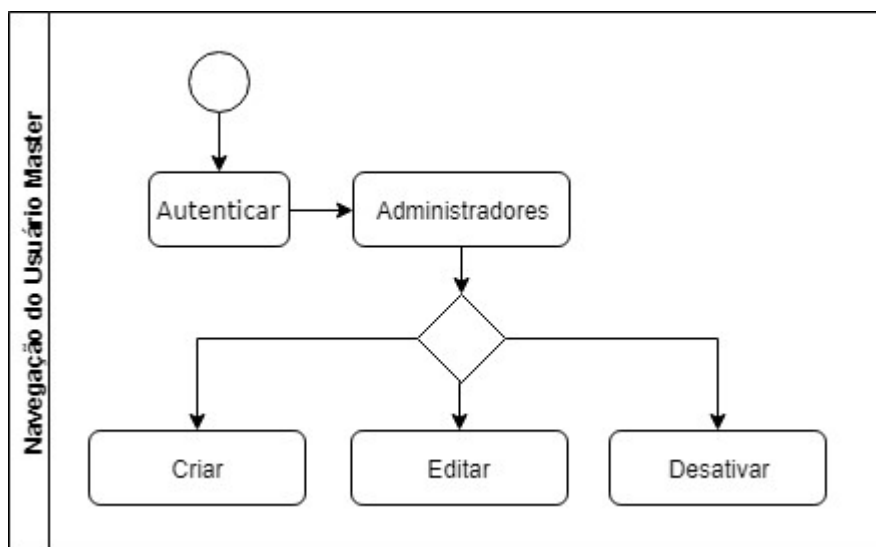 Navegação do Usuário Master
Autenticar
Administradores
Criar
Editar
Desativar